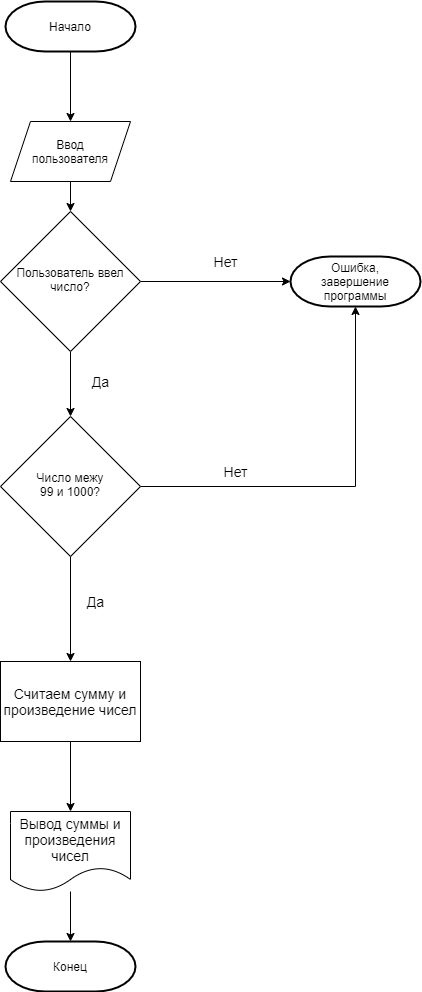 Начало
Ввод
пользователя
Пользователь ввел
число?
Нет
Ошибка,
завершение
программы
Да
Число межу
99 и 1000?
Нет
Да
Считаем сумму и
произведение чисел
Вывод суммы и
произведения
чисел
Конец